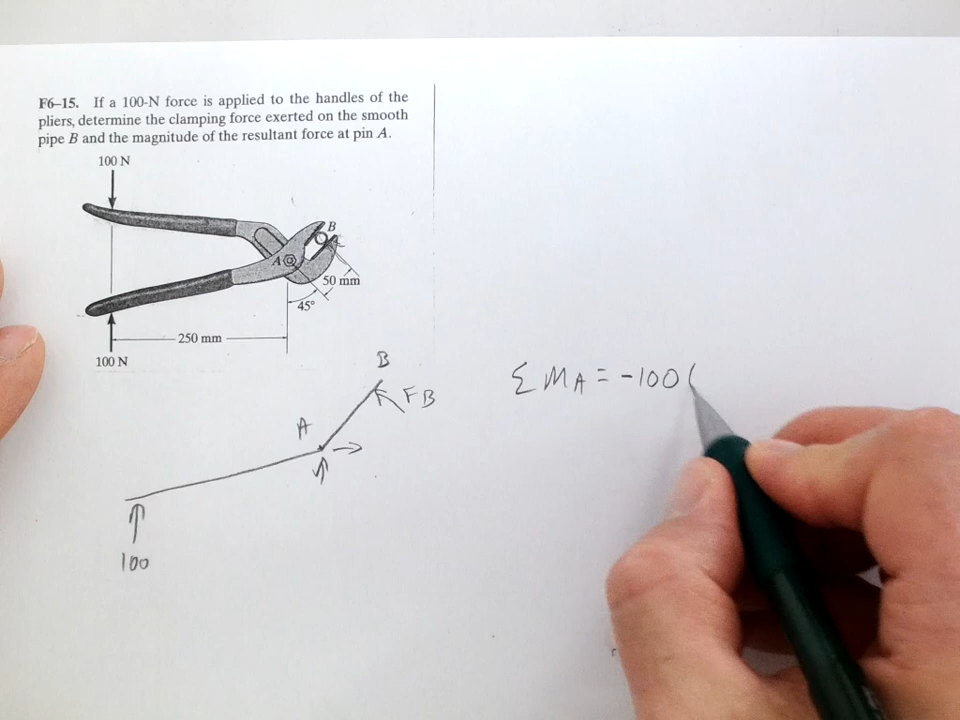 F6–15. If a 100-N force is applied to the handles of the
pliers, determine the clamping force exerted on the smooth
pipe B and the magnitude of the resultant force at pin A.
100 N
B
A
50 mm
45°
250 mm
100 N
B
FB
A
100
Σ MA = -100(